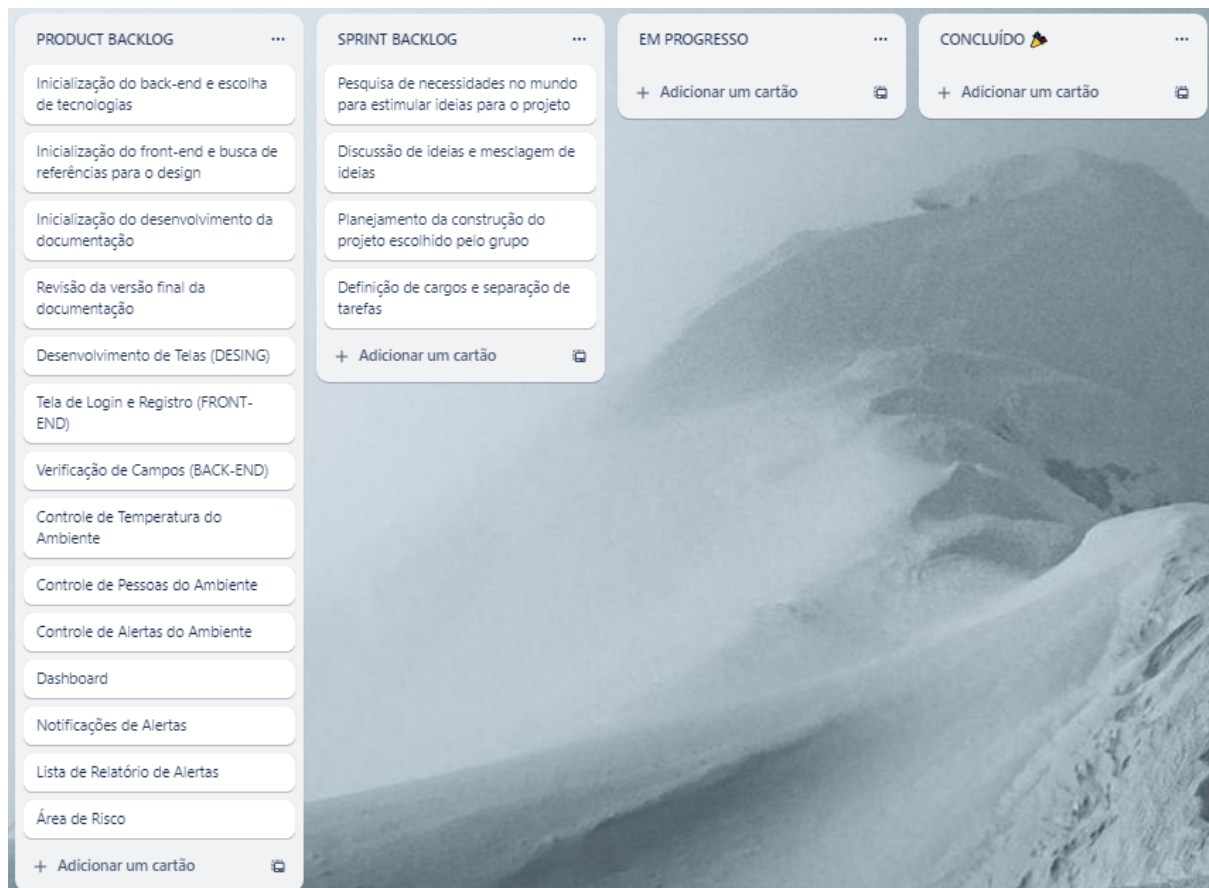 PRODUCT BACKLOG
Inicialização do back-end e escolha
de tecnologias
Inicialização do front-end e busca de
referências para o design
Inicialização do desenvolvimento da
documentação
Revisão da versão final da
documentação
Desenvolvimento de Telas (DESING)
Tela de Login e Registro (FRONT-
END)
Verificação de Campos (BACK-END)
Controle de Temperatura do
Ambiente
Controle de Pessoas do Ambiente
Controle de Alertas do Ambiente
Dashboard
Notificações de Alertas
Lista de Relatório de Alertas
Área de Risco
+ Adicionar um cartão
SPRINT BACKLOG
Pesquisa de necessidades no mundo
para estimular ideias para o projeto
Discussão de ideias e mesclagem de
ideias
Planejamento da construção do
projeto escolhido pelo grupo
Definição de cargos e separação de
tarefas
+ Adicionar um cartão
EM PROGRESSO
+ Adicionar um cartão
CONCLUÍDO 🎉
+ Adicionar um cartão